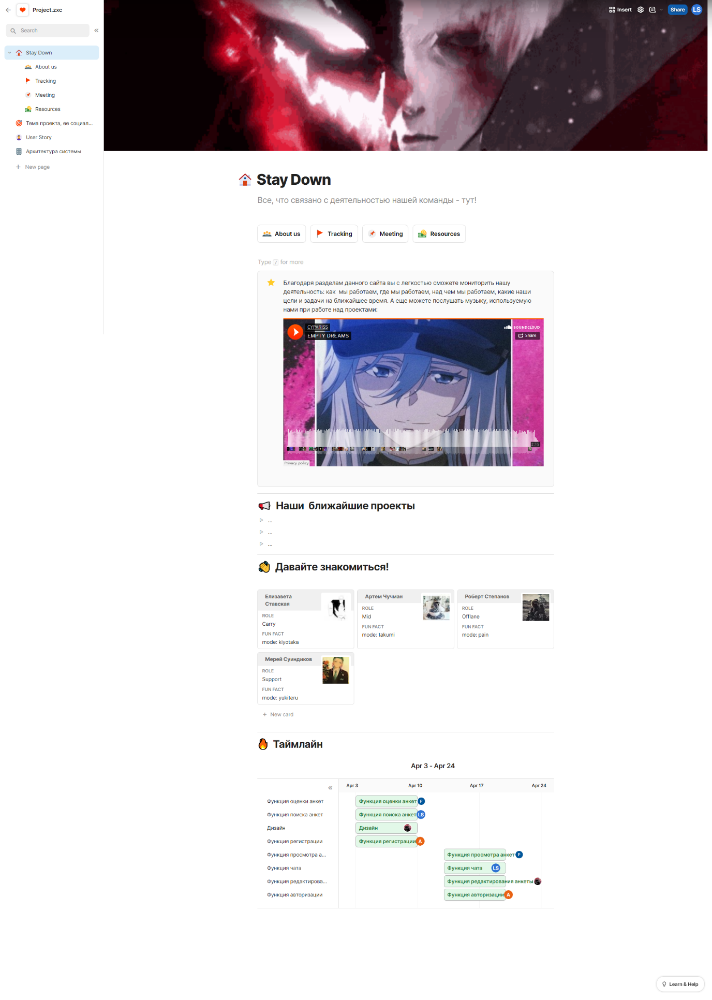 Project.zxc
Insert
Share
LS
Search
Stay Down
About us
Tracking
Meeting
Resources
Тема проекта, ее социал...
User Story
Архитектура системы
New page
Stay Down
Все, что связано с деятельностью нашей команды - тут!
About us
Tracking
Meeting
Resources
Type / for more
Благодаря разделам данного сайта вы с легкостью сможете мониторить нашу
деятельность: как мы работаем, где мы работаем, над чем мы работаем, какие наши
цели и задачи на ближайшее время. А еще можете послушать музыку, используемую
нами при работе над проектами:
CYPARISS
EMPTY DREAMS
SOUNDCLOUD
Share
2:15
Privacy policy
Наши ближайшие проекты
...
...
...
Давайте знакомиться!
Елизавета
Ставская
ROLE
Carry
FUN FACT
mode: kiyotaka
Артем Чучман
ROLE
Mid
FUN FACT
mode: takumi
Роберт Степанов
ROLE
Offlane
FUN FACT
mode: pain
Мерей Суиндиков
ROLE
Support
FUN FACT
mode: yukiteru
New card
Таймлайн
Apr 3 - Apr 24
Apr 3 Apr 10 Apr 17 Apr 24
Функция оценки анкет Функция оценки анкет P
Функция поиска анкет Функция поиска анкет LS
Дизайн Дизайн
Функция регистрации Функция регистрации A
Функция просмотра а... Функция просмотра анкет P
Функция чата Функция чата LS
Функция редактирова... Функция редактирования анкеты
Функция авторизации Функция авторизации A
Learn & Help